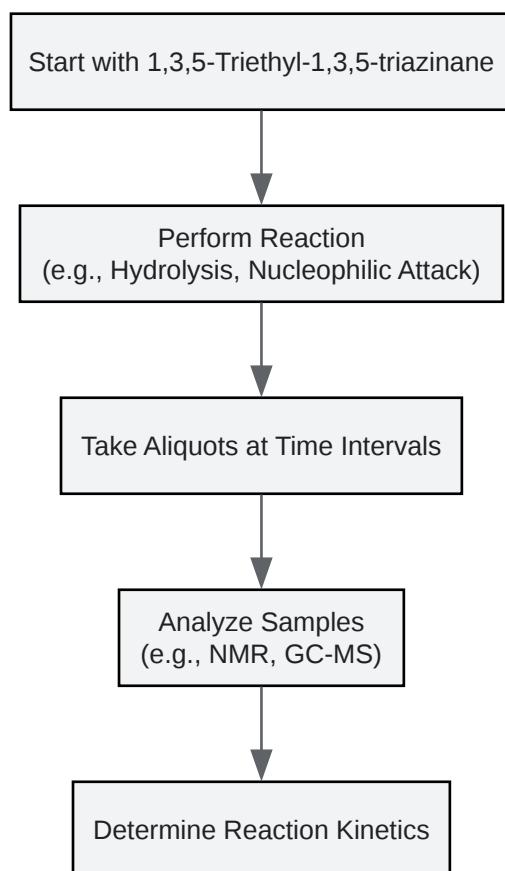 Start with 1,3,5-Triethyl-1,3,5-triazinane
Perform Reaction
(e.g., Hydrolysis, Nucleophilic Attack)
Take Aliquots at Time Intervals
Analyze Samples
(e.g., NMR, GC-MS)
Determine Reaction Kinetics